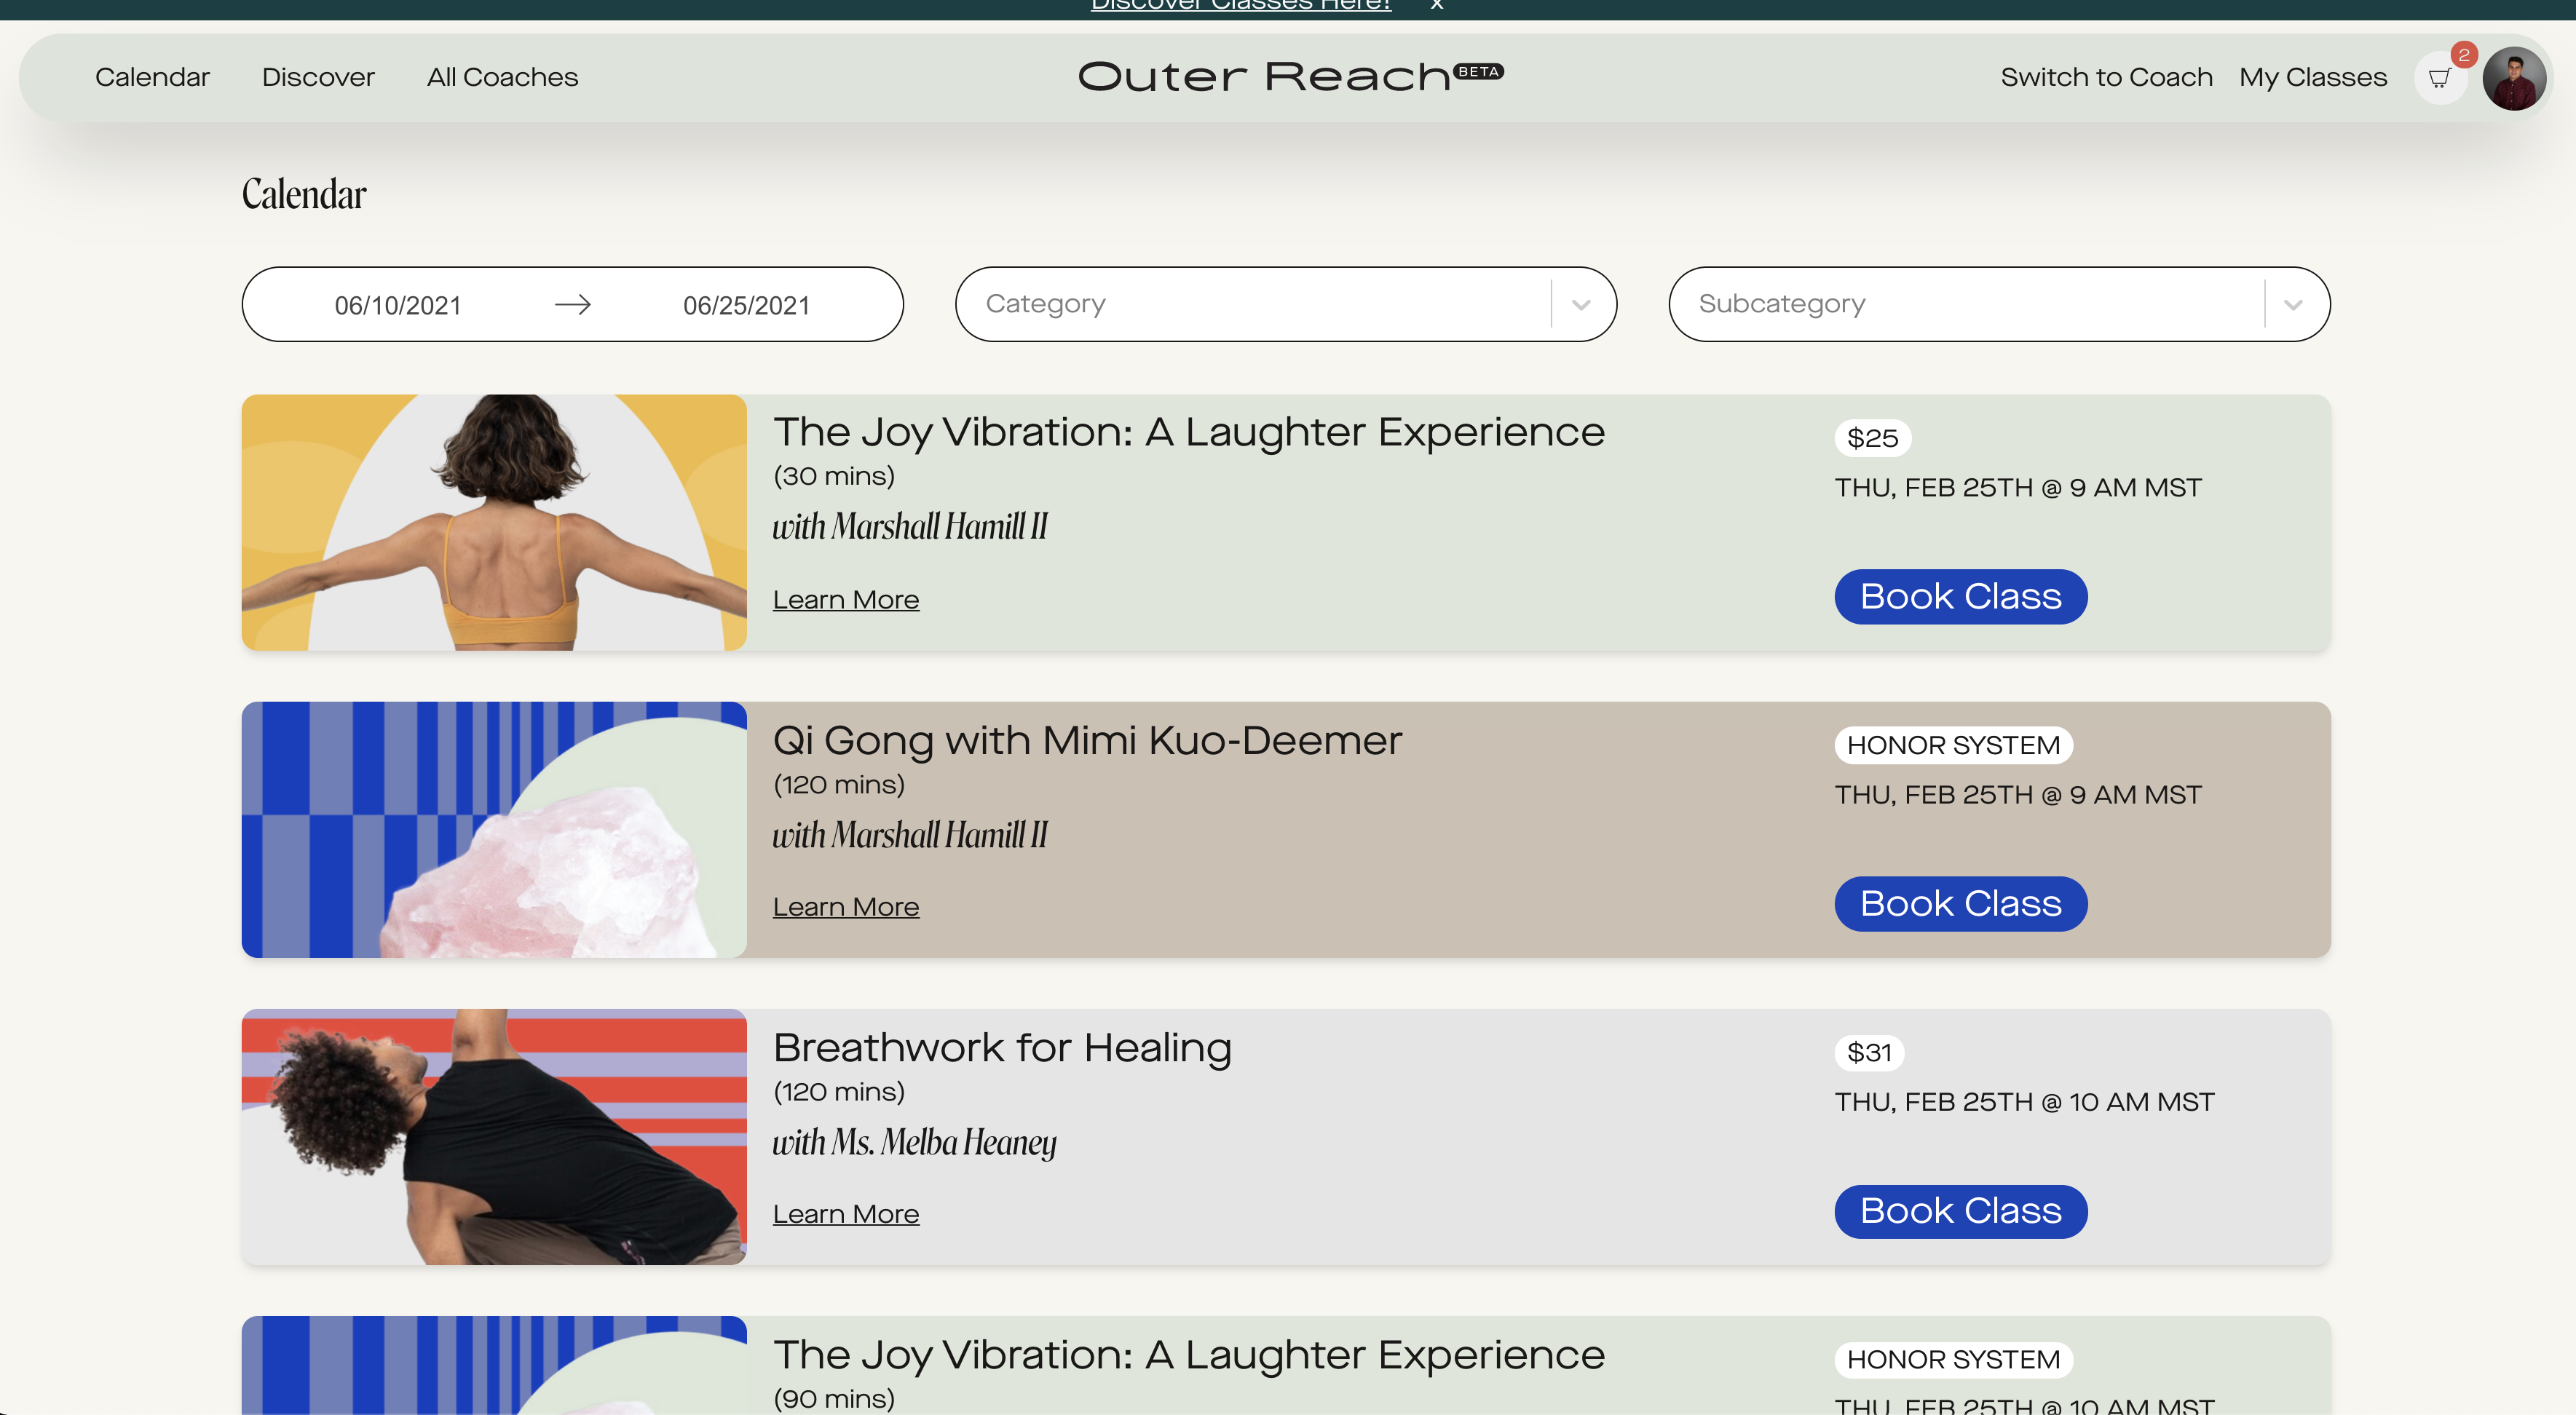 Discover Classes Here! x
Calendar Discover All Coaches Outer Reach BETA Switch to Coach My Classes 2
Calendar
06/10/2021 → 06/25/2021 Category Subcategory
The Joy Vibration: A Laughter Experience
(30 mins)
with Marshall Hamill II
Learn More
$25
THU, FEB 25TH @ 9 AM MST
Book Class
Qi Gong with Mimi Kuo-Deemer
(120 mins)
with Marshall Hamill II
Learn More
HONOR SYSTEM
THU, FEB 25TH @ 9 AM MST
Book Class
Breathwork for Healing
(120 mins)
with Ms. Melba Heaney
Learn More
$31
THU, FEB 25TH @ 10 AM MST
Book Class
The Joy Vibration: A Laughter Experience
(90 mins)
HONOR SYSTEM
THU, FEB 25TH @ 10 AM MST